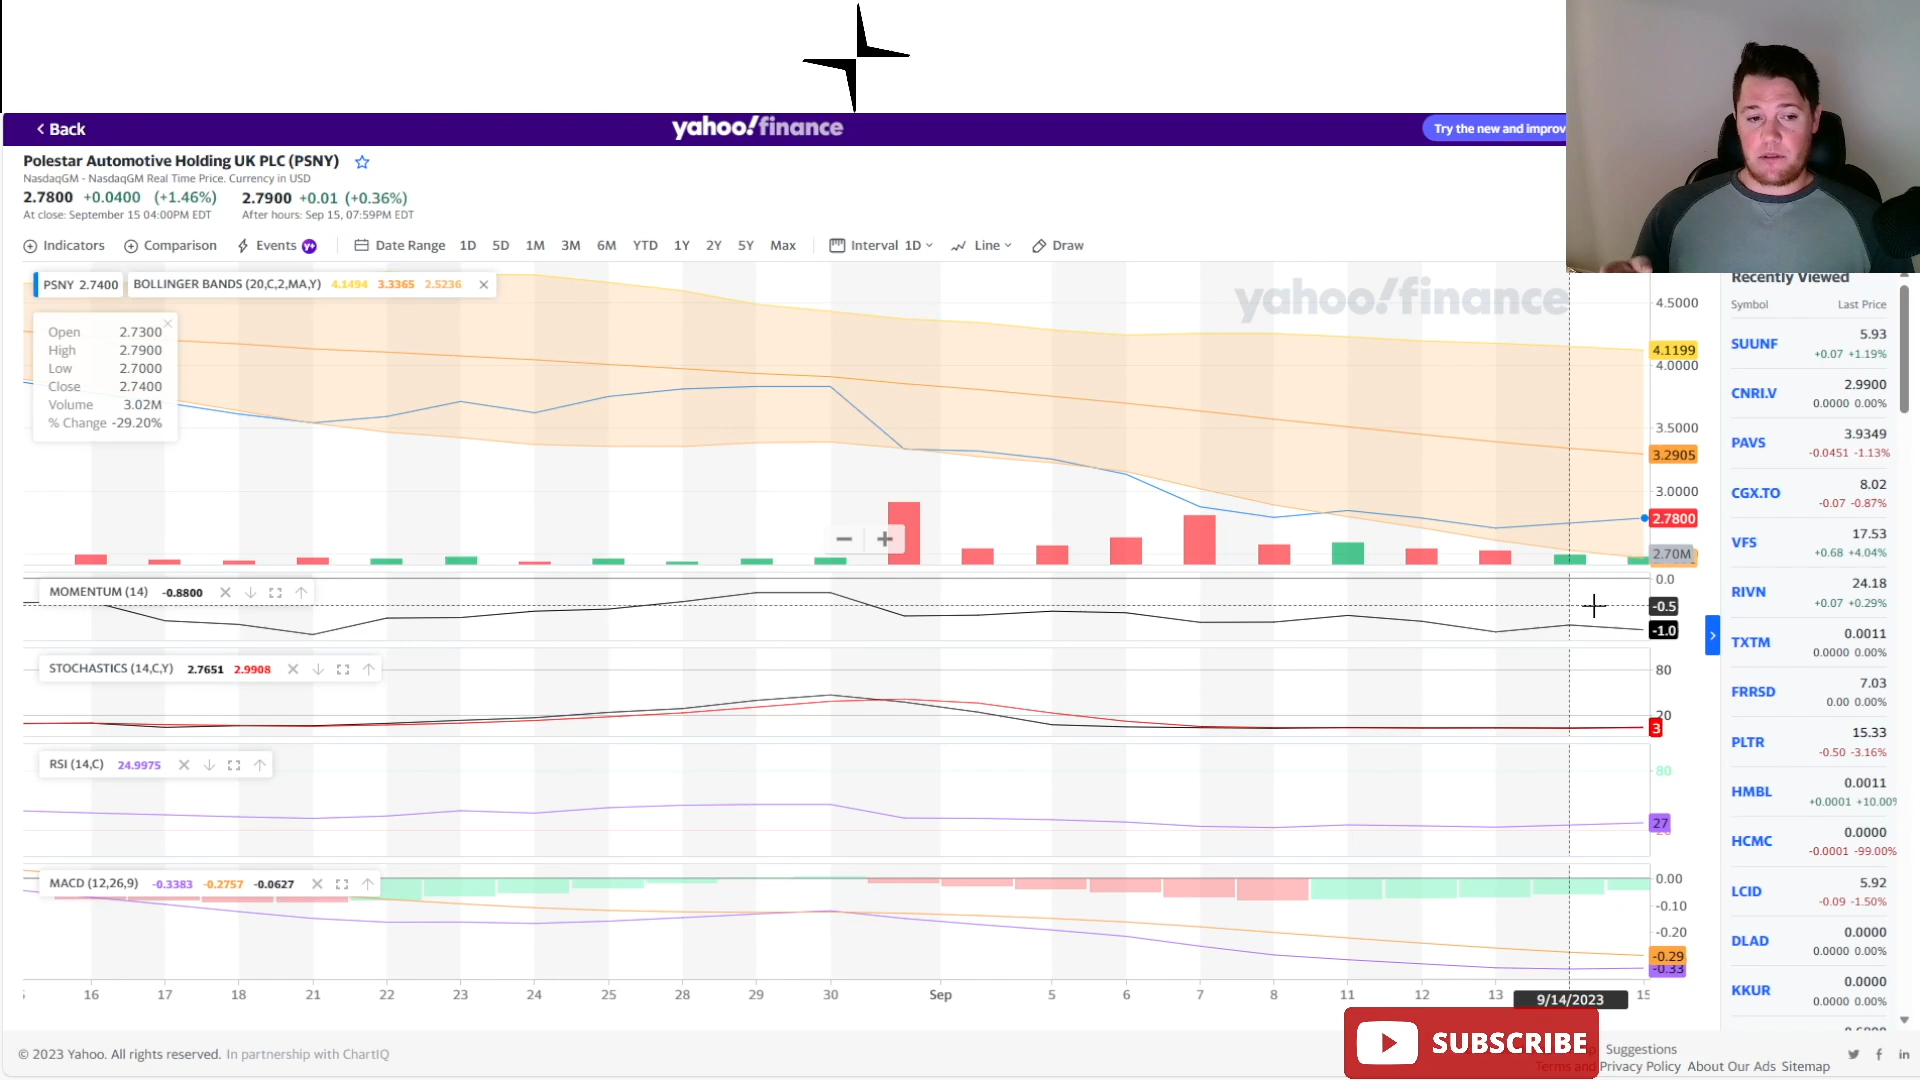 Back
yahoo!finance
Try the new and improv
Polestar Automotive Holding UK PLC (PSNY)
NasdaqGM - NasdaqGM Real Time Price. Currency in USD
2.7800 +0.0400 (+1.46%) 2.7900 +0.01 (+0.36%)
At close: September 15 04:00PM EDT After hours: Sep 15, 07:59PM EDT
Indicators Comparison Events Y+ Date Range 1D 5D 1M 3M 6M YTD 1Y 2Y 5Y Max Interval 1D Line Draw
PSNY 2.7400 BOLLINGER BANDS (20,C,2,MA,Y) 4.1494 3.3365 2.5236
yahoo!finance
Open 2.7300
High 2.7900
Low 2.7000
Close 2.7400
Volume 3.02M
% Change -29.20%
4.5000
4.1199
4.0000
3.5000
3.2905
3.0000
2.7800
2.70M
MOMENTUM (14) -0.8800
0.0
-0.5
-1.0
STOCHASTICS (14,C,Y) 2.7651 2.9908
80
20
3
RSI (14,C) 24.9975
80
27
MACD (12,26,9) -0.3383 -0.2757 -0.0627
0.00
-0.10
-0.20
-0.29
-0.33
16 17 18 21 22 23 24 25 28 29 30 Sep 5 6 7 8 11 12 13 9/14/2023 15
Recently Viewed
Symbol Last Price
SUUNF 5.93
+0.07 +1.19%
CNRI.V 2.9900
0.0000 0.00%
PAVS 3.9349
-0.0451 -1.13%
CGX.TO 8.02
-0.07 -0.87%
VFS 17.53
+0.68 +4.04%
RIVN 24.18
+0.07 +0.29%
TXTM 0.0011
0.0000 0.00%
FRRSD 7.03
0.00 0.00%
PLTR 15.33
-0.50 -3.16%
HMBL 0.0011
+0.0001 +10.00%
HCMC 0.0000
-0.0001 -99.00%
LCID 5.92
-0.09 -1.50%
DLAD 0.0000
0.0000 0.00%
KKUR 0.0000
0.0000 0.00%
SUBSCRIBE
© 2023 Yahoo. All rights reserved. In partnership with ChartIQ
Suggestions
Terms and Privacy Policy About Our Ads Sitemap